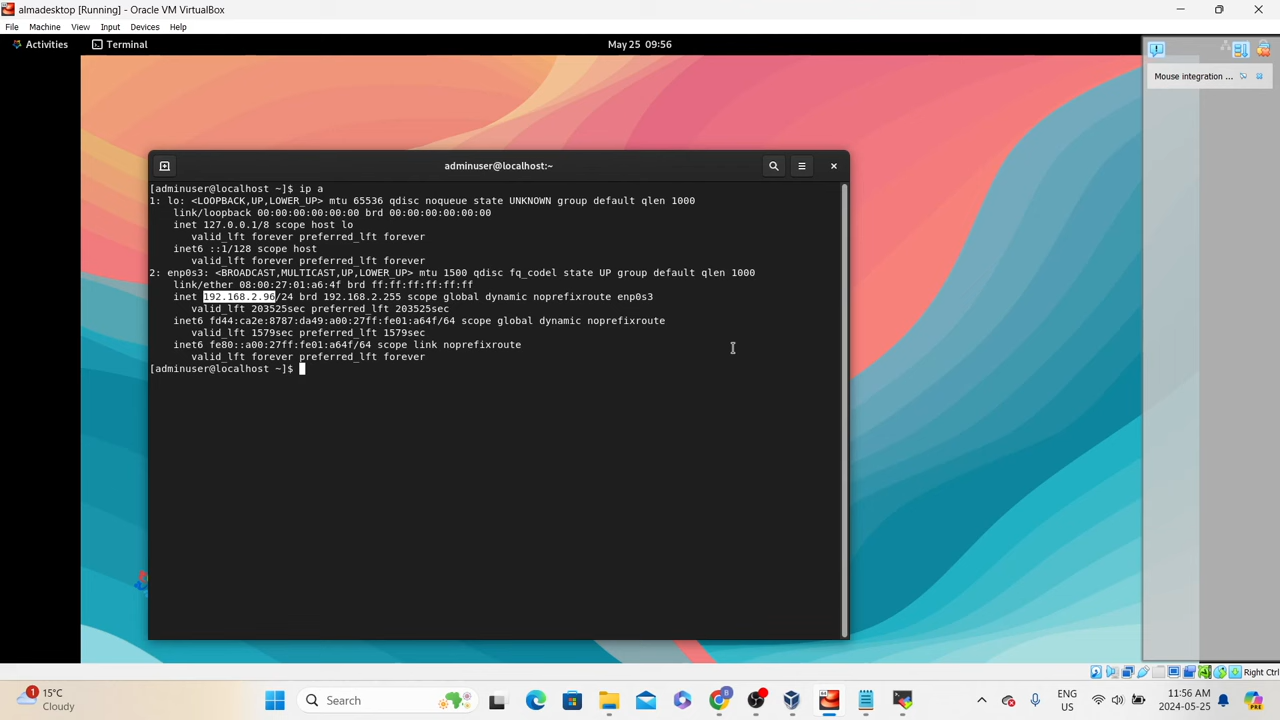 almadesktop [Running] - Oracle VM VirtualBox
File Machine View Input Devices Help
Activities Terminal May 25 09:56
Mouse integration ...
adminuser@localhost:~
[adminuser@localhost ~]$ ip a
1: lo: <LOOPBACK,UP,LOWER_UP> mtu 65536 qdisc noqueue state UNKNOWN group default qlen 1000
link/loopback 00:00:00:00:00:00 brd 00:00:00:00:00:00
inet 127.0.0.1/8 scope host lo
valid_lft forever preferred_lft forever
inet6 ::1/128 scope host
valid_lft forever preferred_lft forever
2: enp0s3: <BROADCAST,MULTICAST,UP,LOWER_UP> mtu 1500 qdisc fq_codel state UP group default qlen 1000
link/ether 08:00:27:01:a6:4f brd ff:ff:ff:ff:ff:ff
inet 192.168.2.96/24 brd 192.168.2.255 scope global dynamic noprefixroute enp0s3
valid_lft 203525sec preferred_lft 203525sec
inet6 fd44:ca2e:8787:da49:a00:27ff:fe01:a64f/64 scope global dynamic noprefixroute
valid_lft 1579sec preferred_lft 1579sec
inet6 fe80::a00:27ff:fe01:a64f/64 scope link noprefixroute
valid_lft forever preferred_lft forever
[adminuser@localhost ~]$
Right Ctrl
1 15°C
Cloudy
Search
ENG
US
11:56 AM
2024-05-25